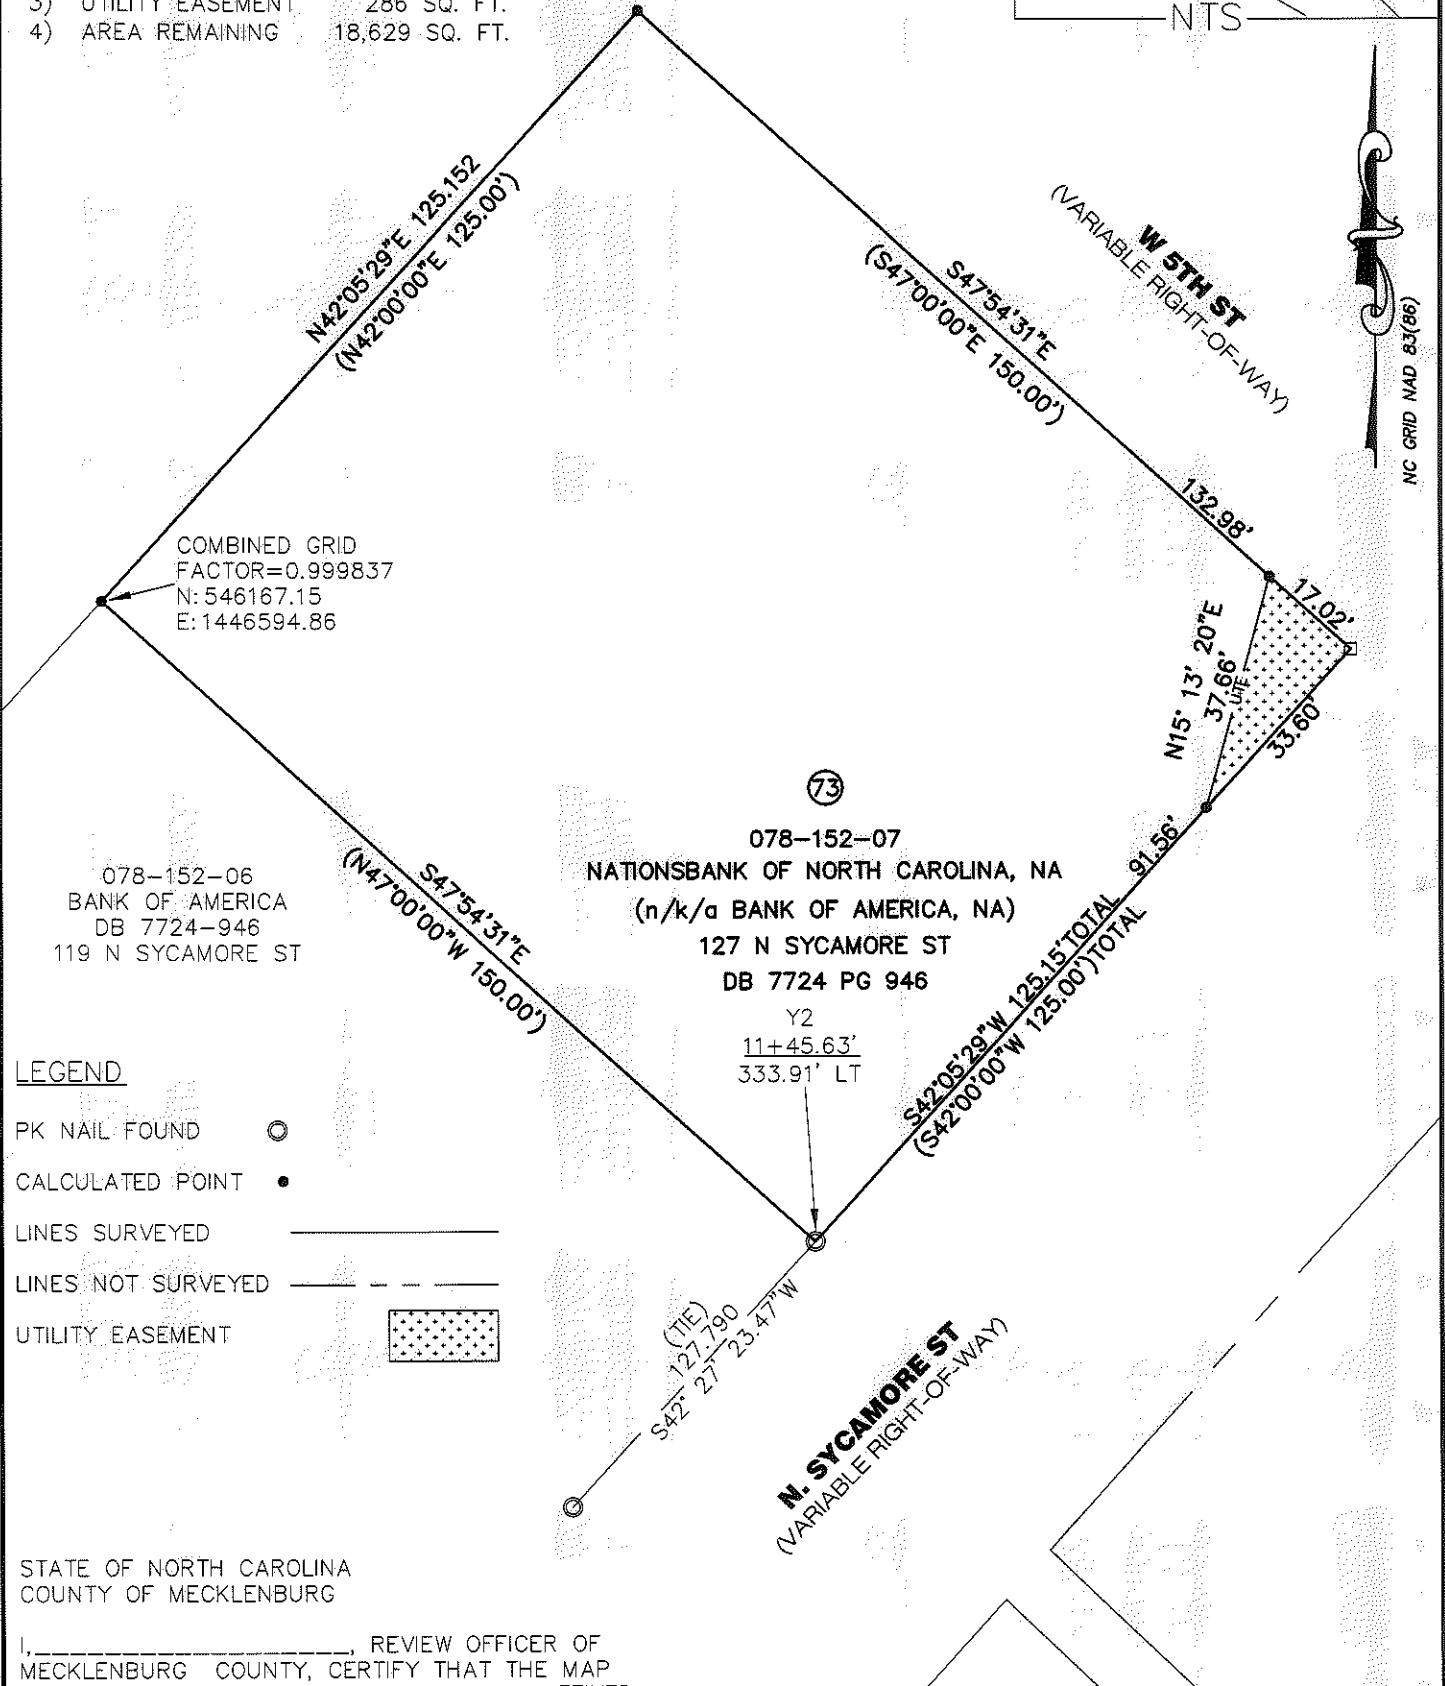 3) UTILITY EASEMENT 286 SQ. FT.
4) AREA REMAINING 18,629 SQ. FT.
NTS
N42°05'29"E 125.152
(N42°00'00"E 125.00')
S47°54'31"E
(S47°00'00"E 150.00')
W 5TH ST
(VARIABLE RIGHT-OF-WAY)
NC GRID NAD 83(86)
132.98'
17.02'
COMBINED GRID
FACTOR=0.999837
N: 546167.15
E: 1446594.86
N15° 13' 20"E
37.66'
UTE
33.60'
73
078-152-07
NATIONSBANK OF NORTH CAROLINA, NA
(n/k/a BANK OF AMERICA, NA)
127 N SYCAMORE ST
DB 7724 PG 946
Y2
11+45.63'
333.91' LT
91.56'
S42°05'29"W 125.15'TOTAL
(S42°00'00"W 125.00')TOTAL
078-152-06
BANK OF AMERICA
DB 7724-946
119 N SYCAMORE ST
S47°54'31"E
(N47°00'00"W 150.00')
LEGEND
PK NAIL FOUND
CALCULATED POINT
LINES SURVEYED
LINES NOT SURVEYED
UTILITY EASEMENT
(TIE)
127.790
S42° 27' 23.47"W
N. SYCAMORE ST
(VARIABLE RIGHT-OF-WAY)
STATE OF NORTH CAROLINA
COUNTY OF MECKLENBURG
I,______________________, REVIEW OFFICER OF
MECKLENBURG COUNTY, CERTIFY THAT THE MAP